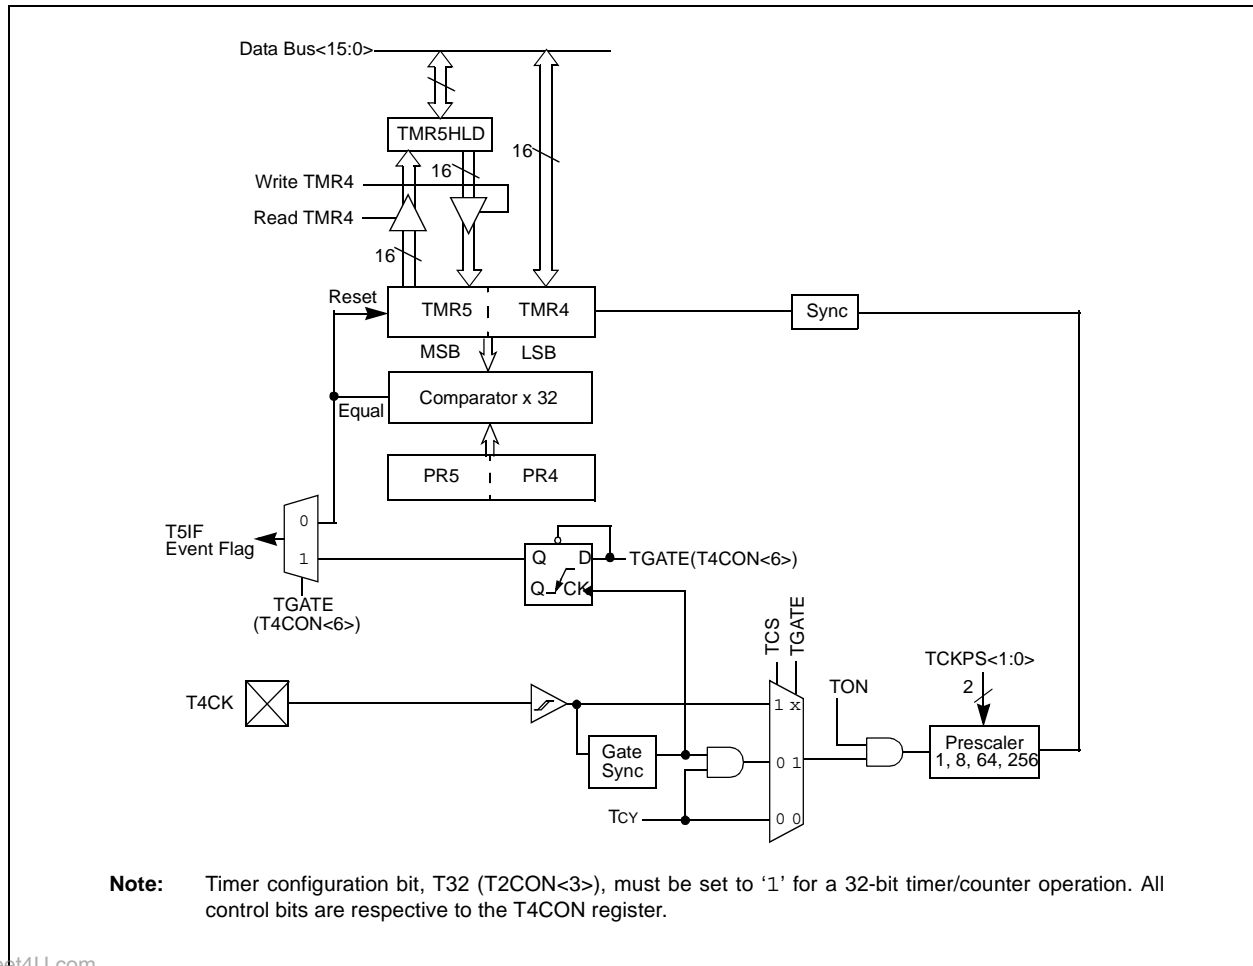 Data Bus<15:0>
TMR5HLD
16
16
Write TMR4
Read TMR4
16
Reset
TMR5
TMR4
Sync
MSB
LSB
Comparator x 32
Equal
PR5
PR4
0
T5IF
Event Flag
1
Q
D
TGATE(T4CON<6>)
Q
CK
TGATE
(T4CON<6>)
TCS
TGATE
TCKPS<1:0>
2
TON
T4CK
1 x
Gate
Sync
0 1
Prescaler
1, 8, 64, 256
TCY
0 0
Note: Timer configuration bit, T32 (T2CON<3>), must be set to ‘1’ for a 32-bit timer/counter operation. All
control bits are respective to the T4CON register.